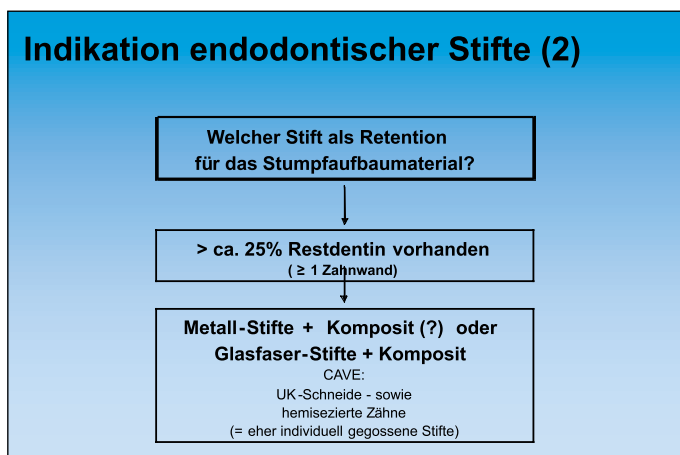 Indikation endodontischer Stifte (2)
Welcher Stift als Retention
für das Stumpfaufbaumaterial?
> ca. 25% Restdentin vorhanden
( ≥ 1 Zahnwand)
Metall-Stifte + Komposit (?) oder
Glasfaser-Stifte + Komposit
CAVE:
UK-Schneide - sowie
hemisezierte Zähne
(= eher individuell gegossene Stifte)